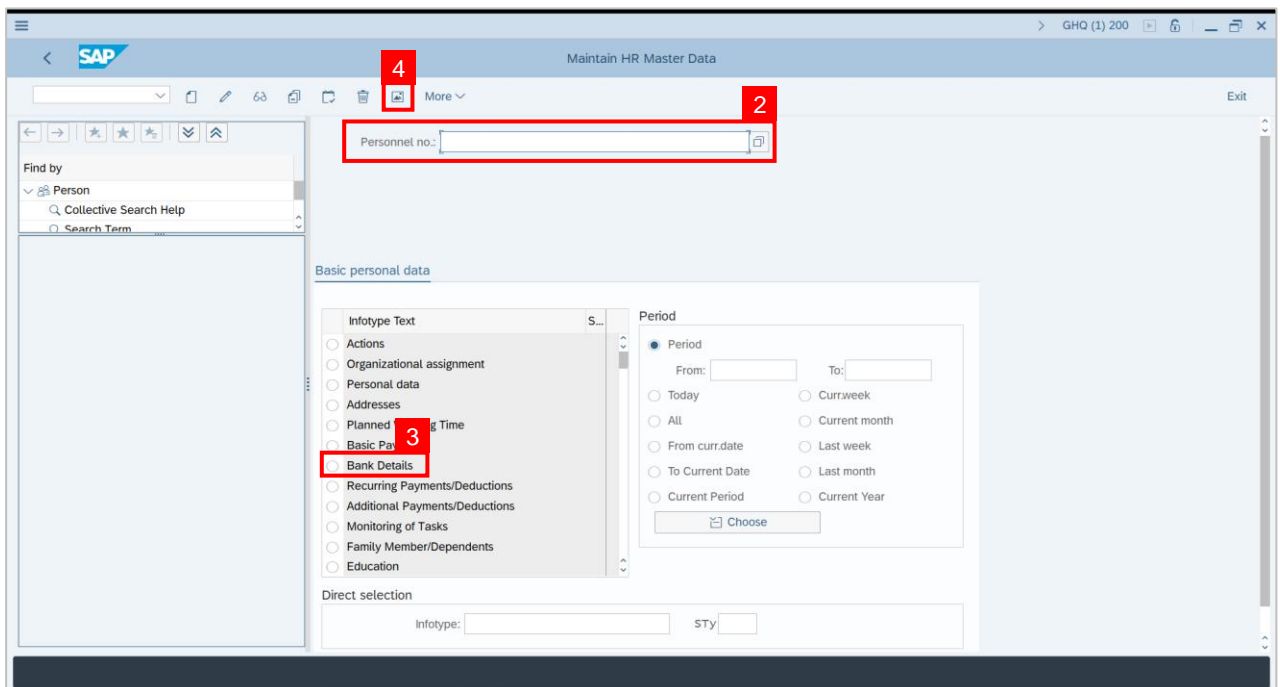 GHQ (1) 200
SAP
Maintain HR Master Data
4
More
Exit
2
Personnel no.:
Find by
Person
Collective Search Help
Search Term
Basic personal data
Infotype Text S...
Actions
Organizational assignment
Personal data
Addresses
Planned g Time
Basic Pay
3
Bank Details
Recurring Payments/Deductions
Additional Payments/Deductions
Monitoring of Tasks
Family Member/Dependents
Education
Period
Period
From: To:
Today Curr.week
All Current month
From curr.date Last week
To Current Date Last month
Current Period Current Year
Choose
Direct selection
Infotype: STy